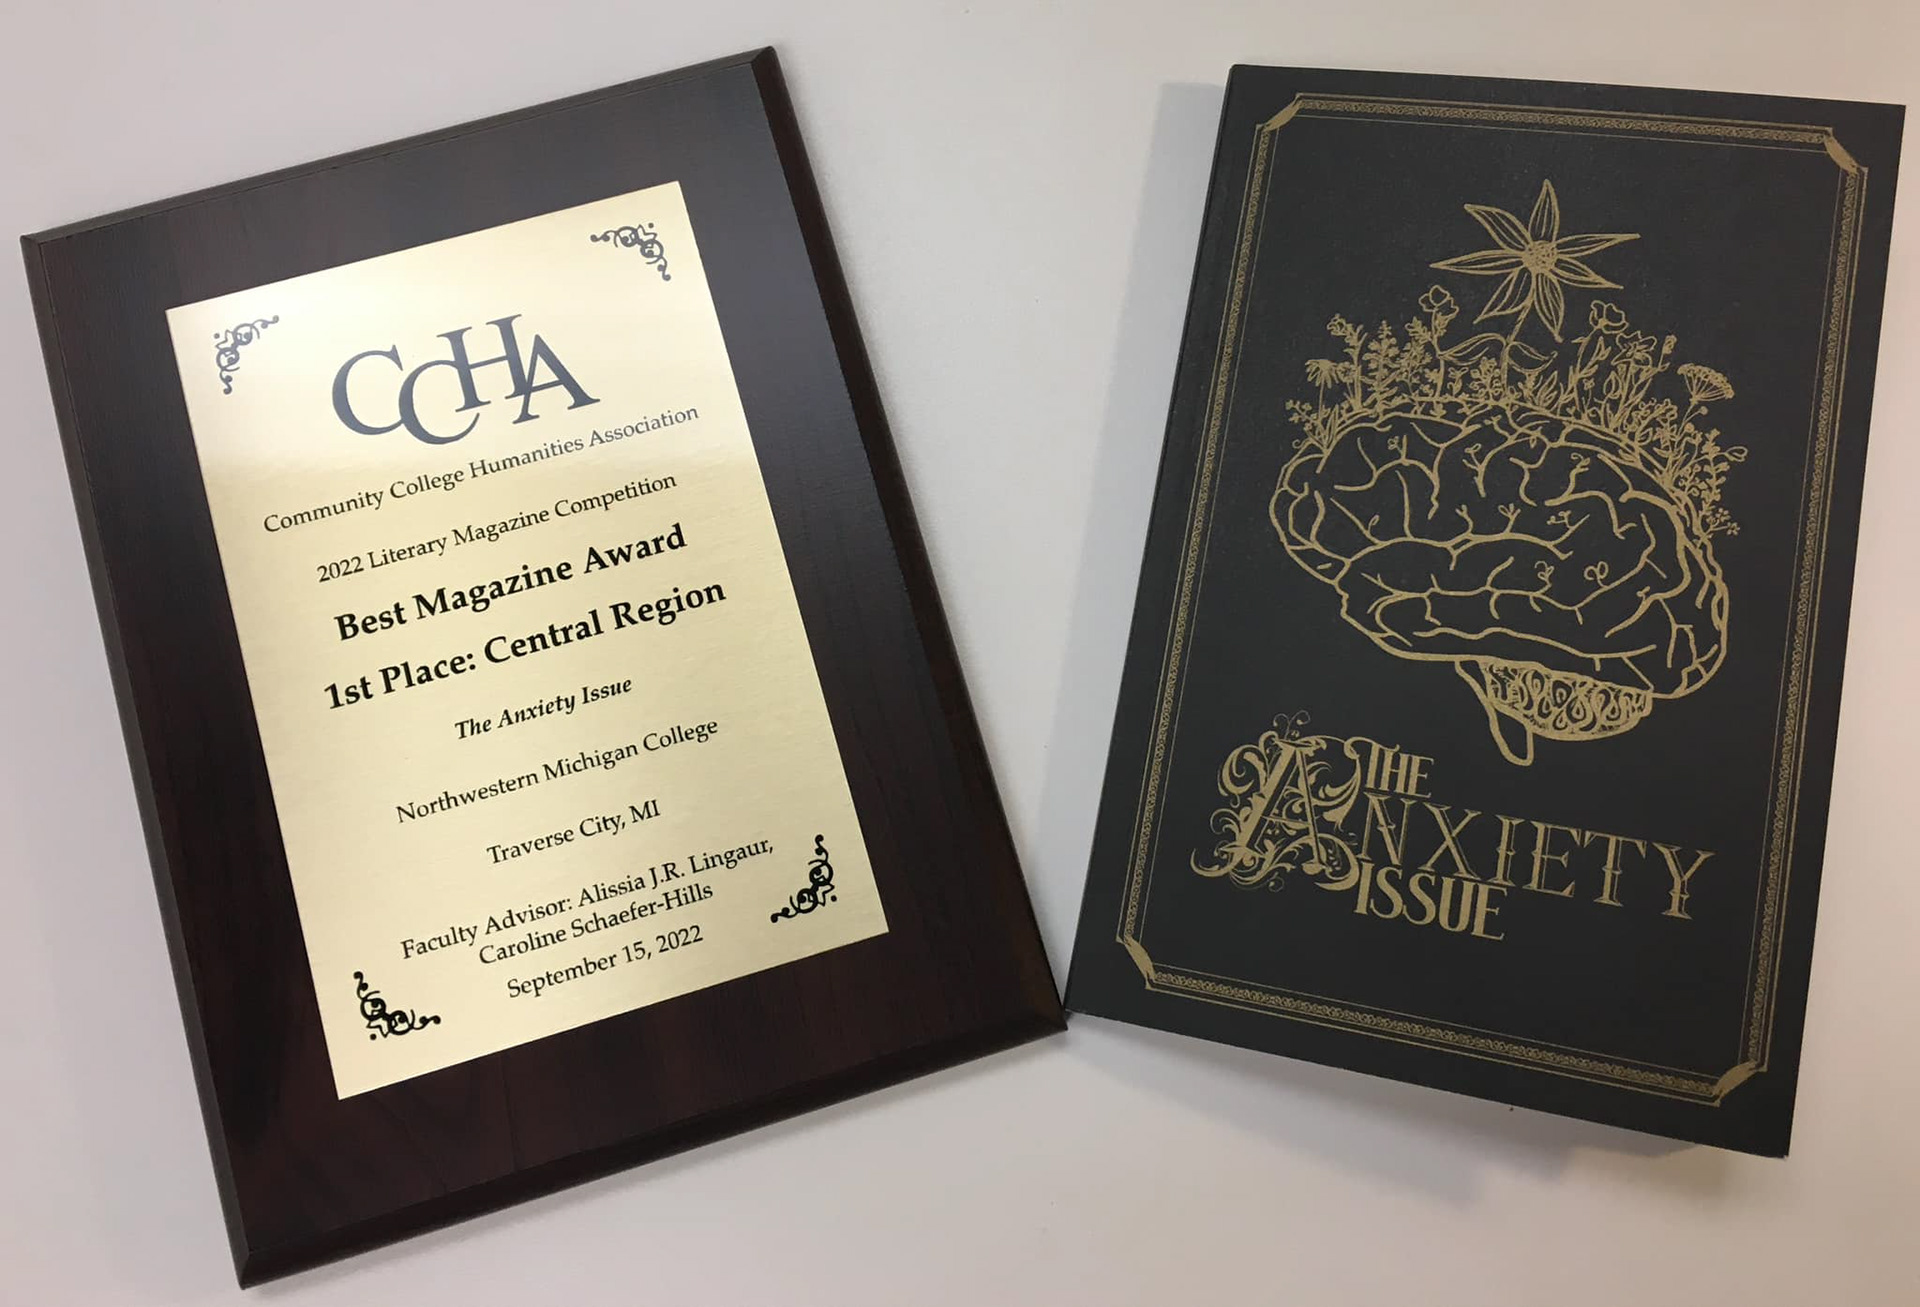 CCHA
Community College Humanities Association
2022 Literary Magazine Competition
Best Magazine Award
1st Place: Central Region
The Anxiety Issue
Northwestern Michigan College
Traverse City, MI
Faculty Advisor: Alissia J.R. Lingaur,
Caroline Schaefer-Hills
September 15, 2022
THE
ANXIETY
ISSUE